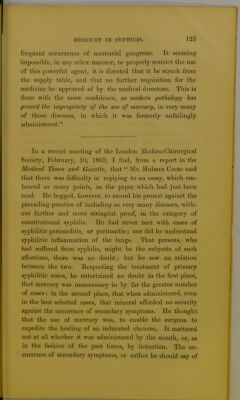 MERCURY IN SYPHILIS. 123
frequent occurrence of mercurial gangrene. It seeming
impossible, in any other manner, to properly restrict the use
of this powerful agent, it is directed that it be struck from
the supply table, and that no further requisition for the
medicine be approved of by the medical directors. This is
done with the more confidence, as modern pathology has
proved the impropriety of the use of mercury, in very many
of those diseases, in which it was formerly unfailingly
administered."
In a recent meeting of the London Medico-Chirurgical
Society, February, 10, 1863, I find, from a report in the
Medical Times and Gazette, that "Mr. Holmes Coote said
that there was difficulty in replying to an essay, which em-
braced so many points, as the paper which had just been
read. He begged, however, to record his protest against the
prevailing practice of including so very many diseases, with-
out further and more stringent proof, in the category of
constitutional syphilis. He had never met with cases of
syphilitic pericarditis, or peritonitis; nor did he understand
syphilitic inflammation of the lungs. That persons, who
had suffered from syphilis, might be the subjects of such
affections, there was no doubt; but he saw no relation
between the two. Respecting the treatment of primary
syphilitic sores, he entertained no doubt in the first place,
that mercury was unnecessary in by far the greater number
of cases; in the second place, that when administered, even
in the best selected cases, that mineral afforded no security
against the occurrence of secondary symptoms. He thought
that the use of mercury was, to enable the surgeon to
expedite the healing of an indurated chancre. It mattered
not at all whether it was administered by the mouth, or, as
in the fashion of the past times, by inunction. The oc-
currence of secondary symptoms, or rather he should say of